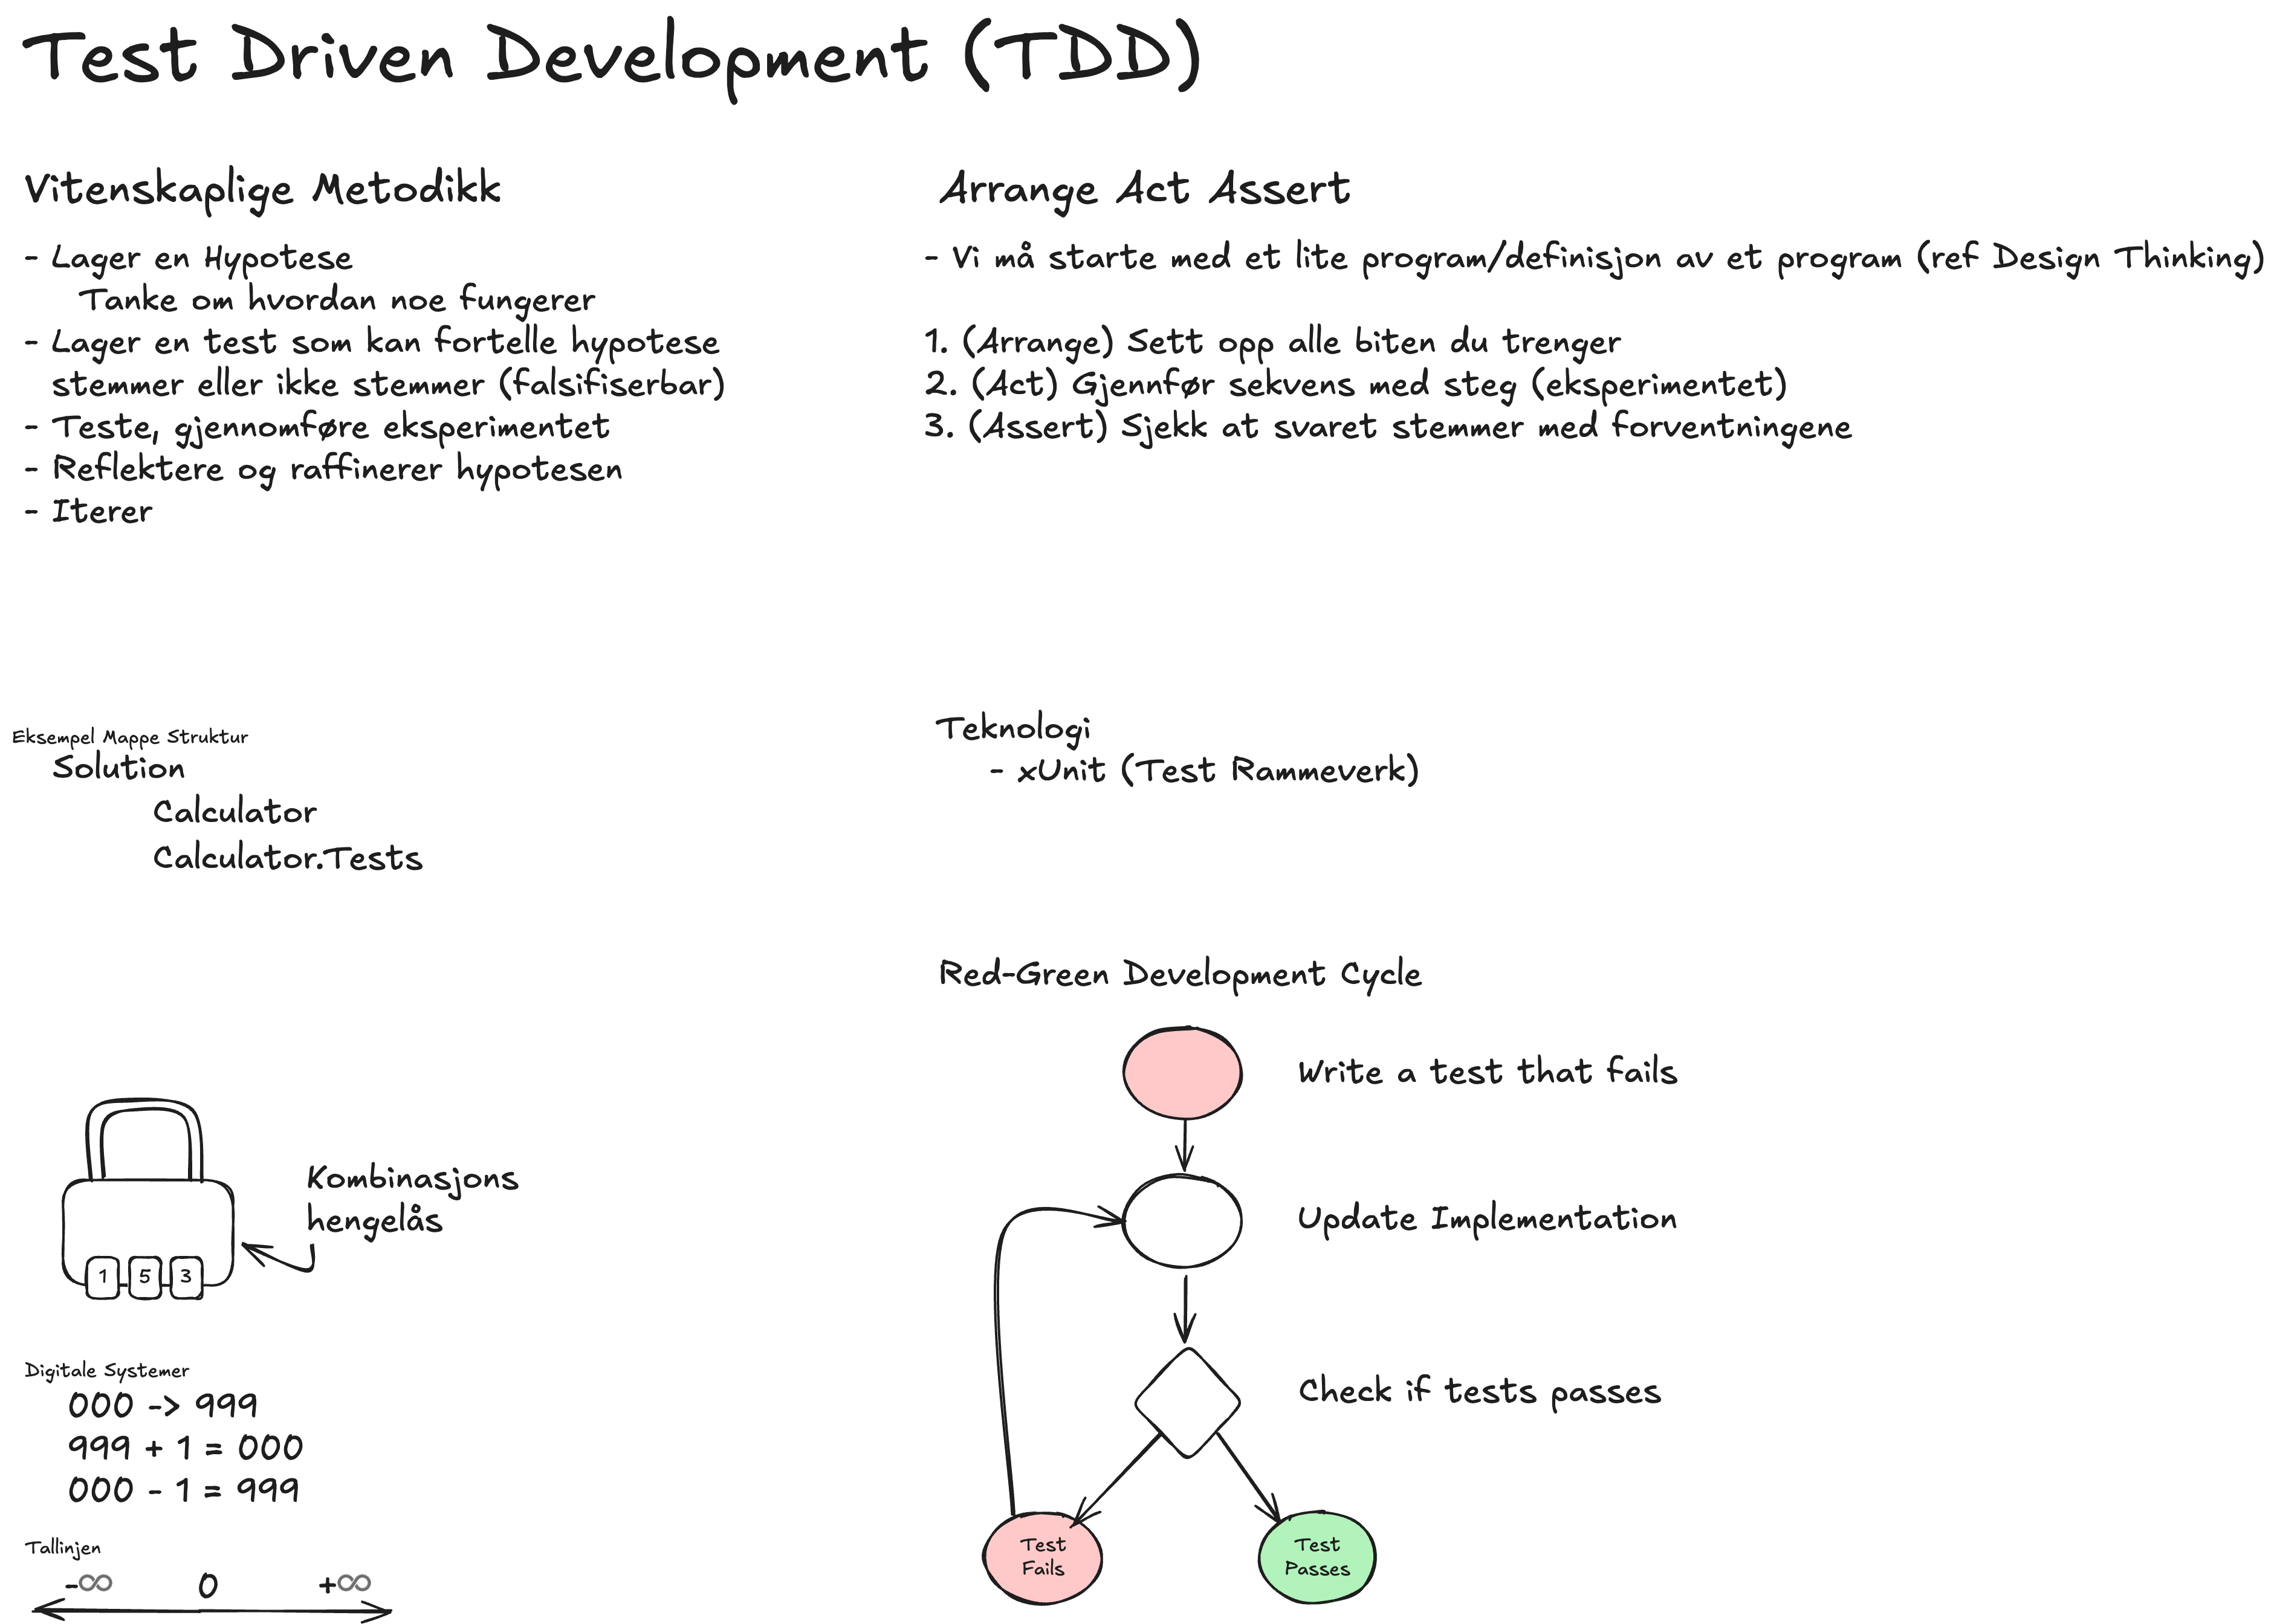 Test Driven Development (TDD)
Vitenskaplige Metodikk
- Lager en Hypotese
Tanke om hvordan noe fungerer
- Lager en test som kan fortelle hypotese
stemmer eller ikke stemmer (falsifiserbar)
- Teste, gjennomføre eksperimentet
- Reflektere og raffinerer hypotesen
- Iterer
Arrange Act Assert
- Vi må starte med et lite program/definisjon av et program (ref Design Thinking)
1. (Arrange) Sett opp alle biten du trenger
2. (Act) Gjennfør sekvens med steg (eksperimentet)
3. (Assert) Sjekk at svaret stemmer med forventningene
Eksempel Mappe Struktur
Solution
Calculator
Calculator.Tests
Teknologi
- xUnit (Test Rammeverk)
Kombinasjons
hengelås
1 5 3
Digitale Systemer
000 -> 999
999 + 1 = 000
000 - 1 = 999
Tallinjen
-∞ 0 +∞
Red-Green Development Cycle
Write a test that fails
Update Implementation
Check if tests passes
Test
Fails
Test
Passes